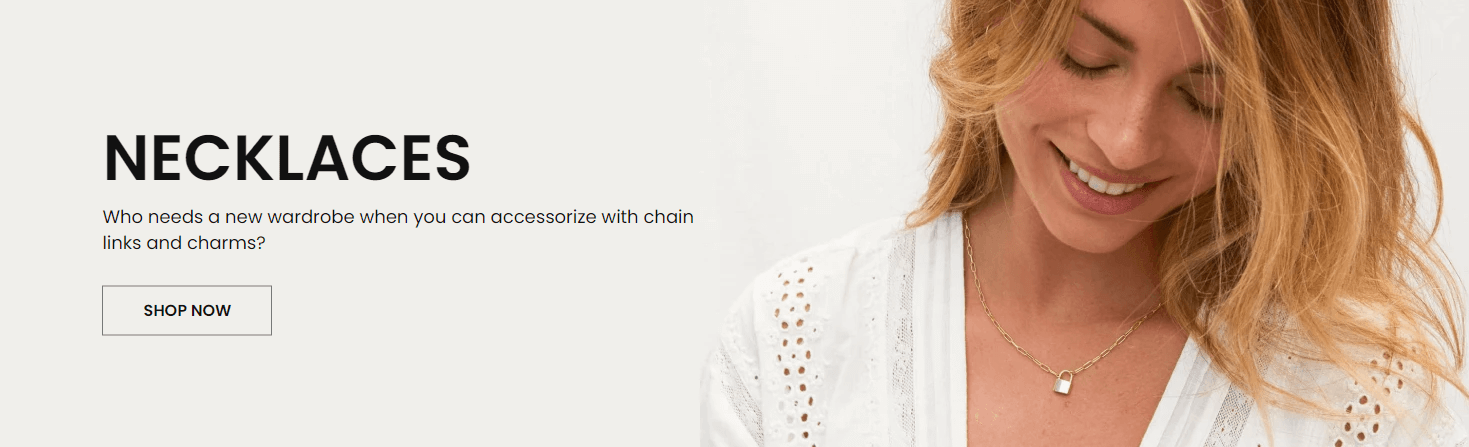 NECKLACES
Who needs a new wardrobe when you can accessorize with chain
links and charms?
SHOP NOW